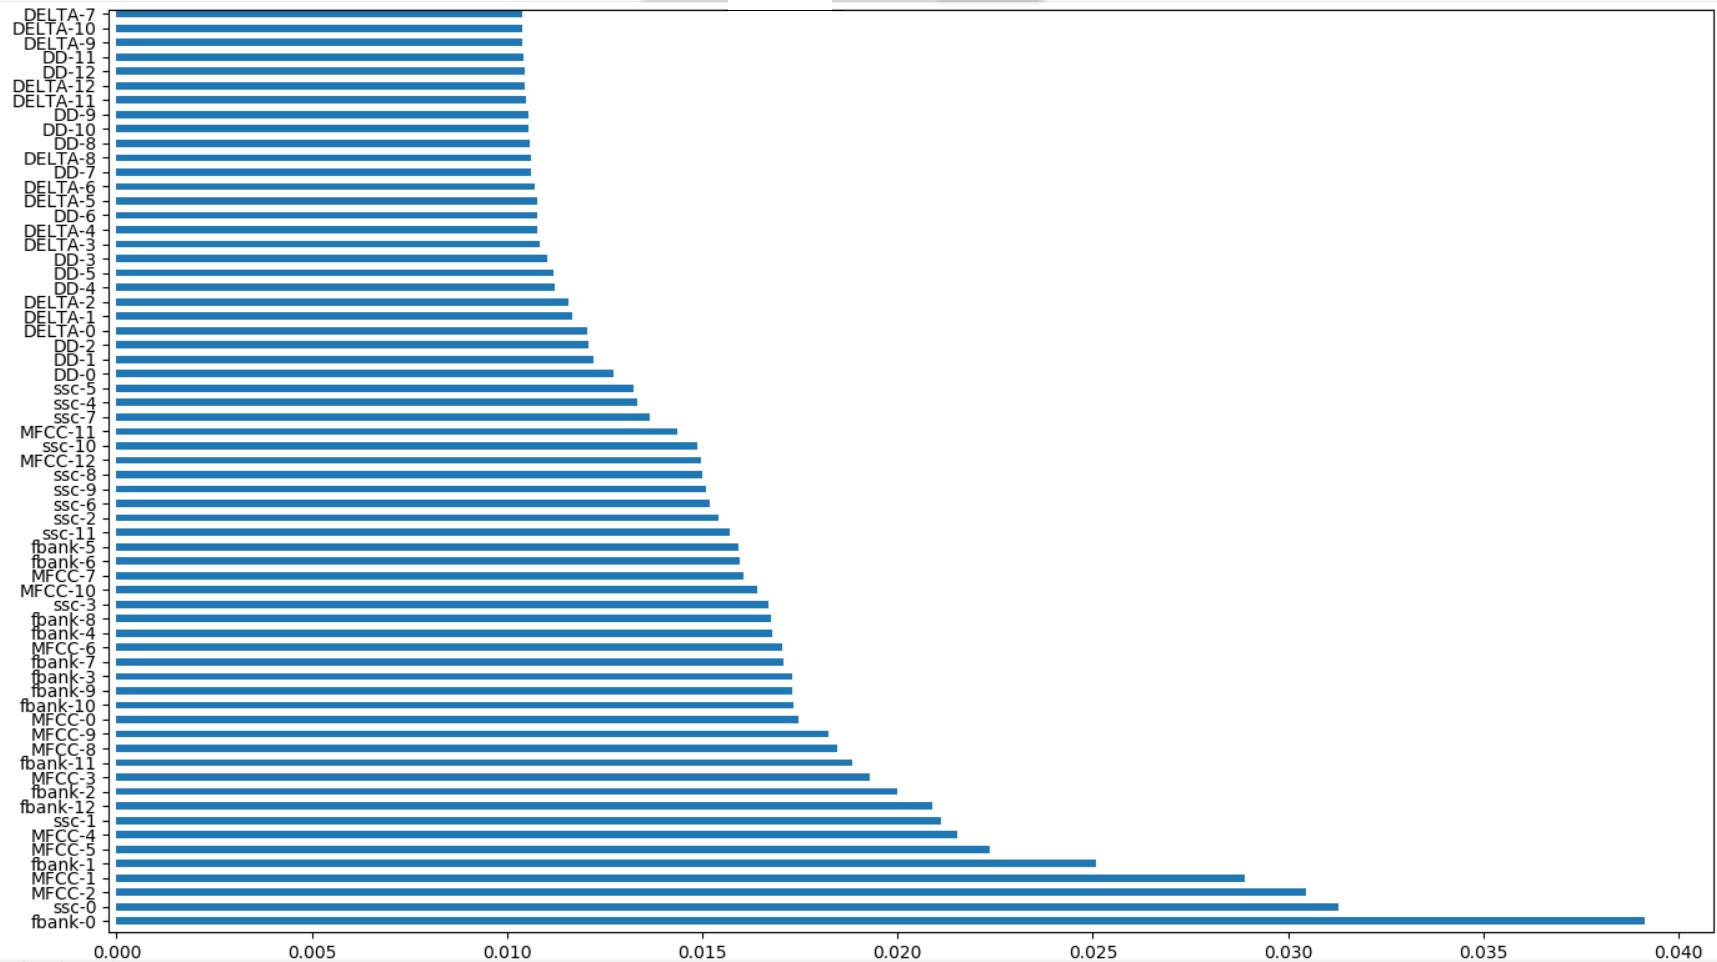 DELTA-7
DELTA-10
DELTA-9
DD-11
DD-12
DELTA-12
DELTA-11
DD-9
DD-10
DD-8
DELTA-8
DD-7
DELTA-6
DELTA-5
DD-6
DELTA-4
DELTA-3
DD-3
DD-5
DD-4
DELTA-2
DELTA-1
DELTA-0
DD-2
DD-1
DD-0
ssc-5
ssc-4
ssc-7
MFCC-11
ssc-10
MFCC-12
ssc-8
ssc-9
ssc-6
ssc-2
ssc-11
fbank-5
fbank-6
MFCC-7
MFCC-10
ssc-3
fbank-8
fbank-4
MFCC-6
fbank-7
fbank-3
fbank-9
fbank-10
MFCC-0
MFCC-9
MFCC-8
fbank-11
MFCC-3
fbank-2
fbank-12
ssc-1
MFCC-4
MFCC-5
fbank-1
MFCC-1
MFCC-2
ssc-0
fbank-0
0.000 0.005 0.010 0.015 0.020 0.025 0.030 0.035 0.040